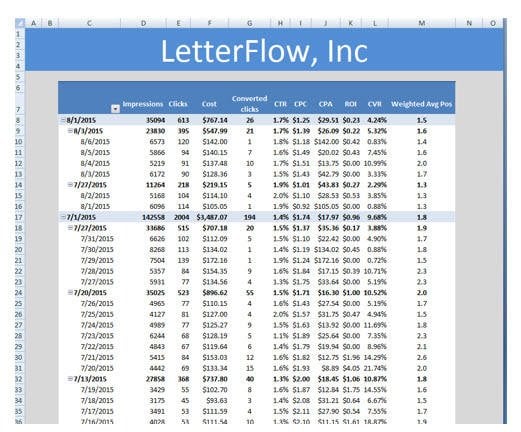 A B C D E F G H I J K L M N O
1
2
3 LetterFlow, Inc
4
5
6
7 Impressions Clicks Cost Converted clicks CTR CPC CPA ROI CVR Weighted Avg Pos
8 8/1/2015 35094 613 $767.14 26 1.7% $1.25 $29.51 $0.23 4.24% 1.5
9 8/3/2015 23830 395 $547.99 21 1.7% $1.39 $26.09 $0.22 5.32% 1.6
10 8/6/2015 6573 120 $142.00 1 1.8% $1.18 $142.00 $0.42 0.83% 1.4
11 8/5/2015 5866 94 $140.15 7 1.6% $1.49 $20.02 $0.43 7.45% 1.6
12 8/4/2015 5219 91 $137.48 10 1.7% $1.51 $13.75 $0.00 10.99% 2.0
13 8/3/2015 6172 90 $128.36 3 1.5% $1.43 $42.79 $0.00 3.33% 1.7
14 7/27/2015 11264 218 $219.15 5 1.9% $1.01 $43.83 $0.27 2.29% 1.3
15 8/2/2015 5168 104 $114.10 4 2.0% $1.10 $28.53 $0.53 3.85% 1.3
16 8/1/2015 6096 114 $105.05 1 1.9% $0.92 $105.05 $0.00 0.88% 1.3
17 7/1/2015 142558 2004 $3,487.07 194 1.4% $1.74 $17.97 $0.96 9.68% 1.8
18 7/27/2015 33686 515 $707.18 20 1.5% $1.37 $35.36 $0.17 3.88% 1.9
19 7/31/2015 6626 102 $112.09 5 1.5% $1.10 $22.42 $0.00 4.90% 1.7
20 7/30/2015 8268 113 $134.02 1 1.4% $1.19 $134.02 $0.45 0.88% 1.8
21 7/29/2015 7504 139 $172.16 1 1.9% $1.24 $172.16 $0.00 0.72% 1.5
22 7/28/2015 5357 84 $154.35 9 1.6% $1.84 $17.15 $0.39 10.71% 2.3
23 7/27/2015 5931 77 $134.56 4 1.3% $1.75 $33.64 $0.00 5.19% 2.3
24 7/20/2015 35025 523 $896.62 55 1.5% $1.71 $16.30 $1.00 10.52% 2.0
25 7/26/2015 4965 77 $110.15 4 1.6% $1.43 $27.54 $0.00 5.19% 1.7
26 7/25/2015 4127 81 $127.00 4 2.0% $1.57 $31.75 $0.47 4.94% 1.5
27 7/24/2015 4989 77 $125.27 9 1.5% $1.63 $13.92 $0.00 11.69% 1.8
28 7/23/2015 6244 68 $128.19 5 1.1% $1.89 $25.64 $0.00 7.35% 2.3
29 7/22/2015 4843 67 $119.64 6 1.4% $1.79 $19.94 $0.00 8.96% 2.1
30 7/21/2015 5415 84 $153.03 12 1.6% $1.82 $12.75 $1.96 14.29% 2.6
31 7/20/2015 4442 69 $133.34 15 1.6% $1.93 $8.89 $4.05 21.74% 2.0
32 7/13/2015 27858 368 $737.80 40 1.3% $2.00 $18.45 $1.06 10.87% 1.8
33 7/19/2015 3429 55 $102.70 8 1.6% $1.87 $12.84 $1.75 14.55% 1.6
34 7/18/2015 3175 45 $93.63 3 1.4% $2.08 $31.21 $0.64 6.67% 1.5
35 7/17/2015 3491 53 $111.59 4 1.5% $2.11 $27.90 $0.54 7.55% 1.7
36 7/16/2015 4028 53 $111.54 10 1.3% $2.10 $11.15 $1.61 18.87% 1.9